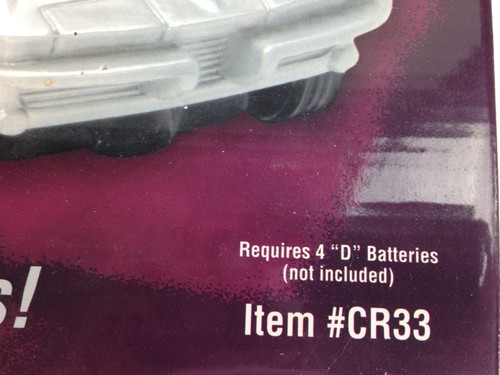 Requires 4 "D" Batteries
(not included)
s!
Item #CR33